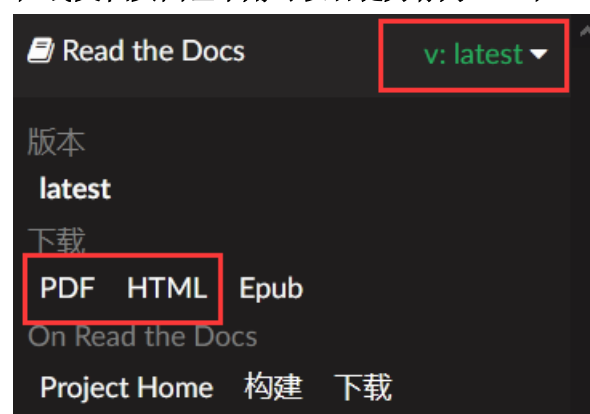 Read the Docs v: latest
版本
latest
下载
PDF HTML Epub
On Read the Docs
Project Home 构建 下载